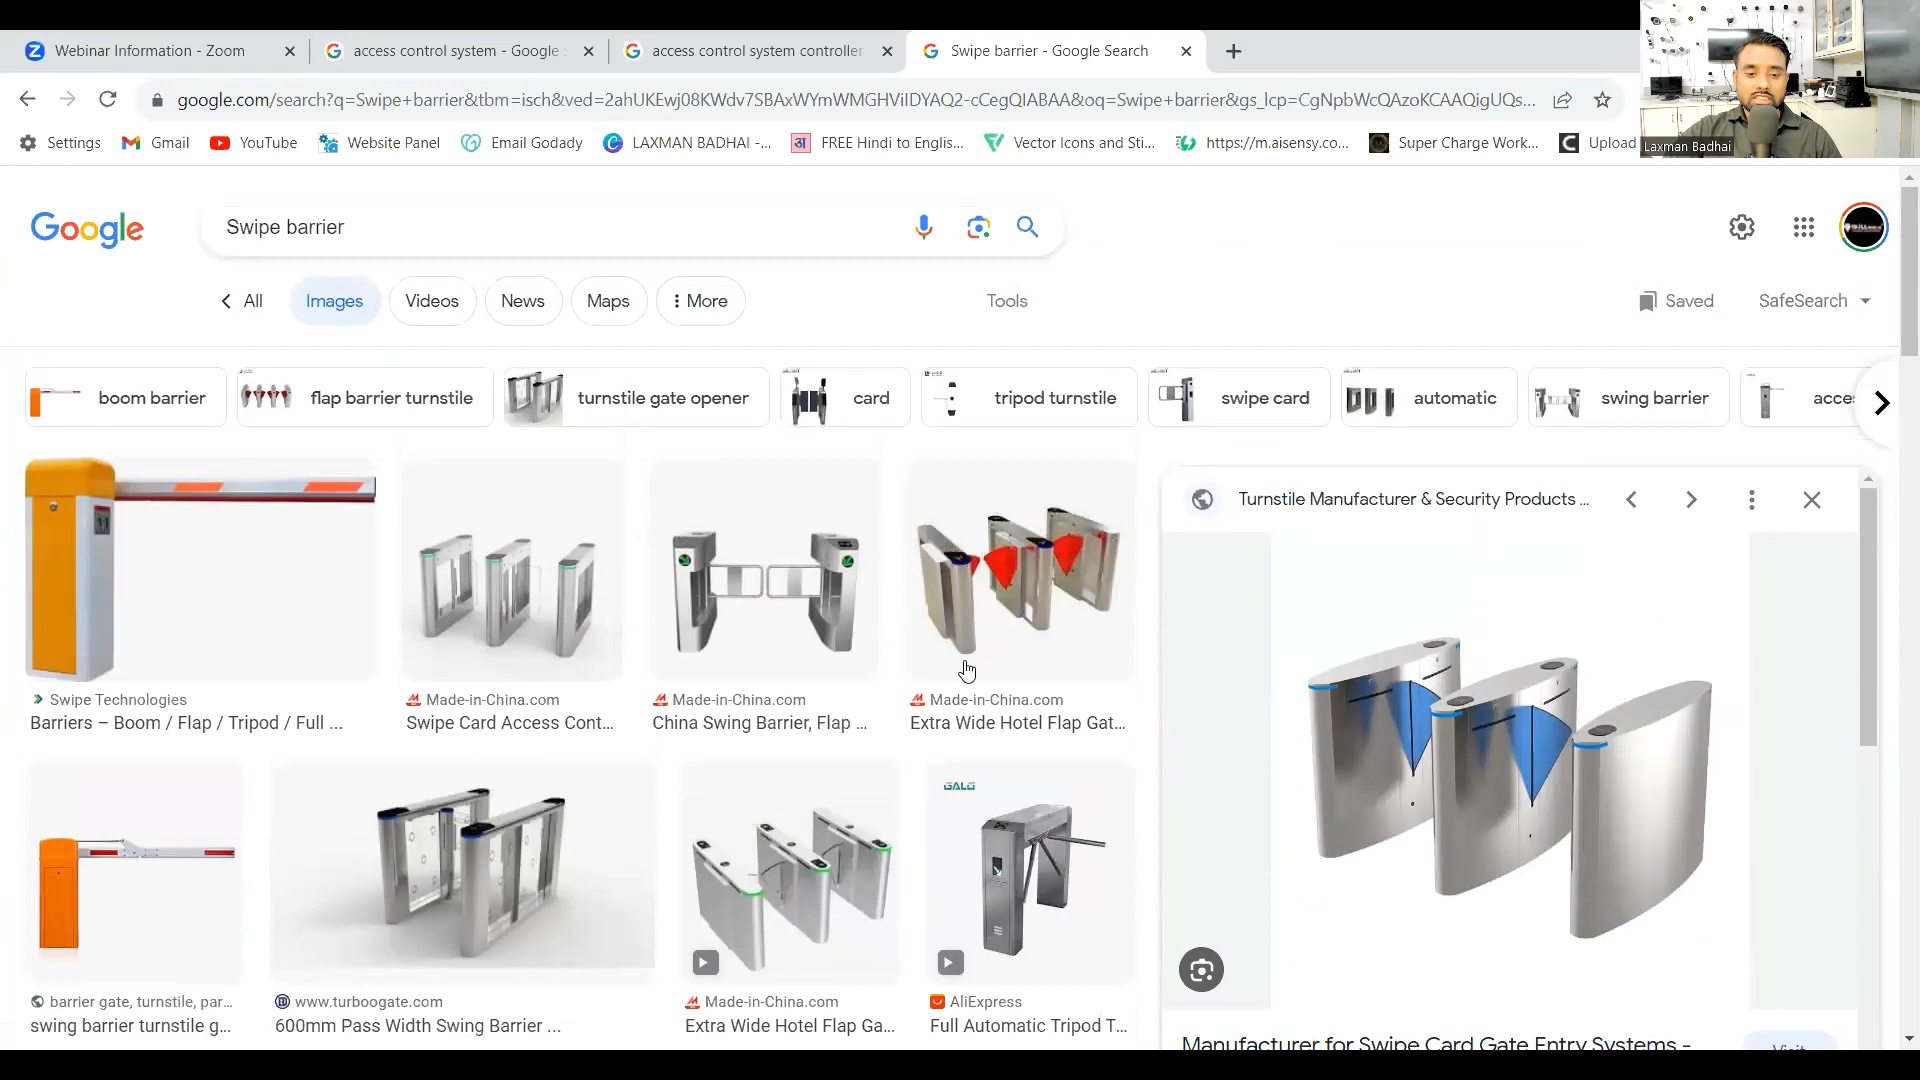 Webinar Information - Zoom
access control system - Google
access control system controller
Swipe barrier - Google Search
google.com/search?q=Swipe+barrier&tbm=isch&ved=2ahUKEwj08KWdv7SBAxWYmWMGHViIDYAQ2-cCegQIABAA&oq=Swipe+barrier&gs_lcp=CgNpbWcQAzoKCAAQigUQs...
Settings
Gmail
YouTube
Website Panel
Email Godady
LAXMAN BADHAI -...
अ
FREE Hindi to Englis...
Vector Icons and Sti...
https://m.aisensy.co...
Super Charge Work...
Upload
Laxman Badhai
Google
Swipe barrier
All
Images
Videos
News
Maps
More
Tools
Saved
SafeSearch
boom barrier
flap barrier turnstile
turnstile gate opener
card
tripod turnstile
swipe card
automatic
swing barrier
Turnstile Manufacturer & Security Products ...
Swipe Technologies
Barriers – Boom / Flap / Tripod / Full ...
Made-in-China.com
Swipe Card Access Cont...
Made-in-China.com
China Swing Barrier, Flap ...
Made-in-China.com
Extra Wide Hotel Flap Gat...
GALO
barrier gate, turnstile, par...
swing barrier turnstile g...
www.turboogate.com
600mm Pass Width Swing Barrier ...
Made-in-China.com
Extra Wide Hotel Flap Ga...
AliExpress
Full Automatic Tripod T...
Manufacturer for Swipe Card Gate Entry Systems -
Visit